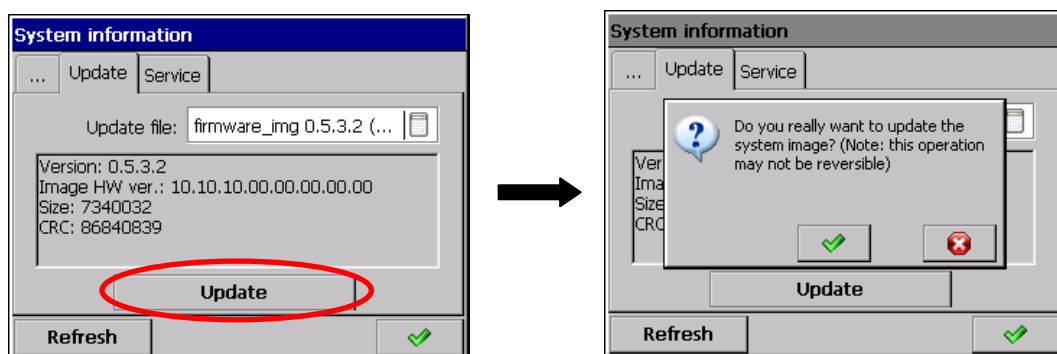 System information
... Update Service
Update file: firmware_img 0.5.3.2 (...
Version: 0.5.3.2
Image HW ver.: 10.10.10.00.00.00.00.00
Size: 7340032
CRC: 86840839
Update
Refresh
System information
... Update Service
Do you really want to update the
system image? (Note: this operation
may not be reversible)
Ver
Ima
Size
CRC
Update
Refresh